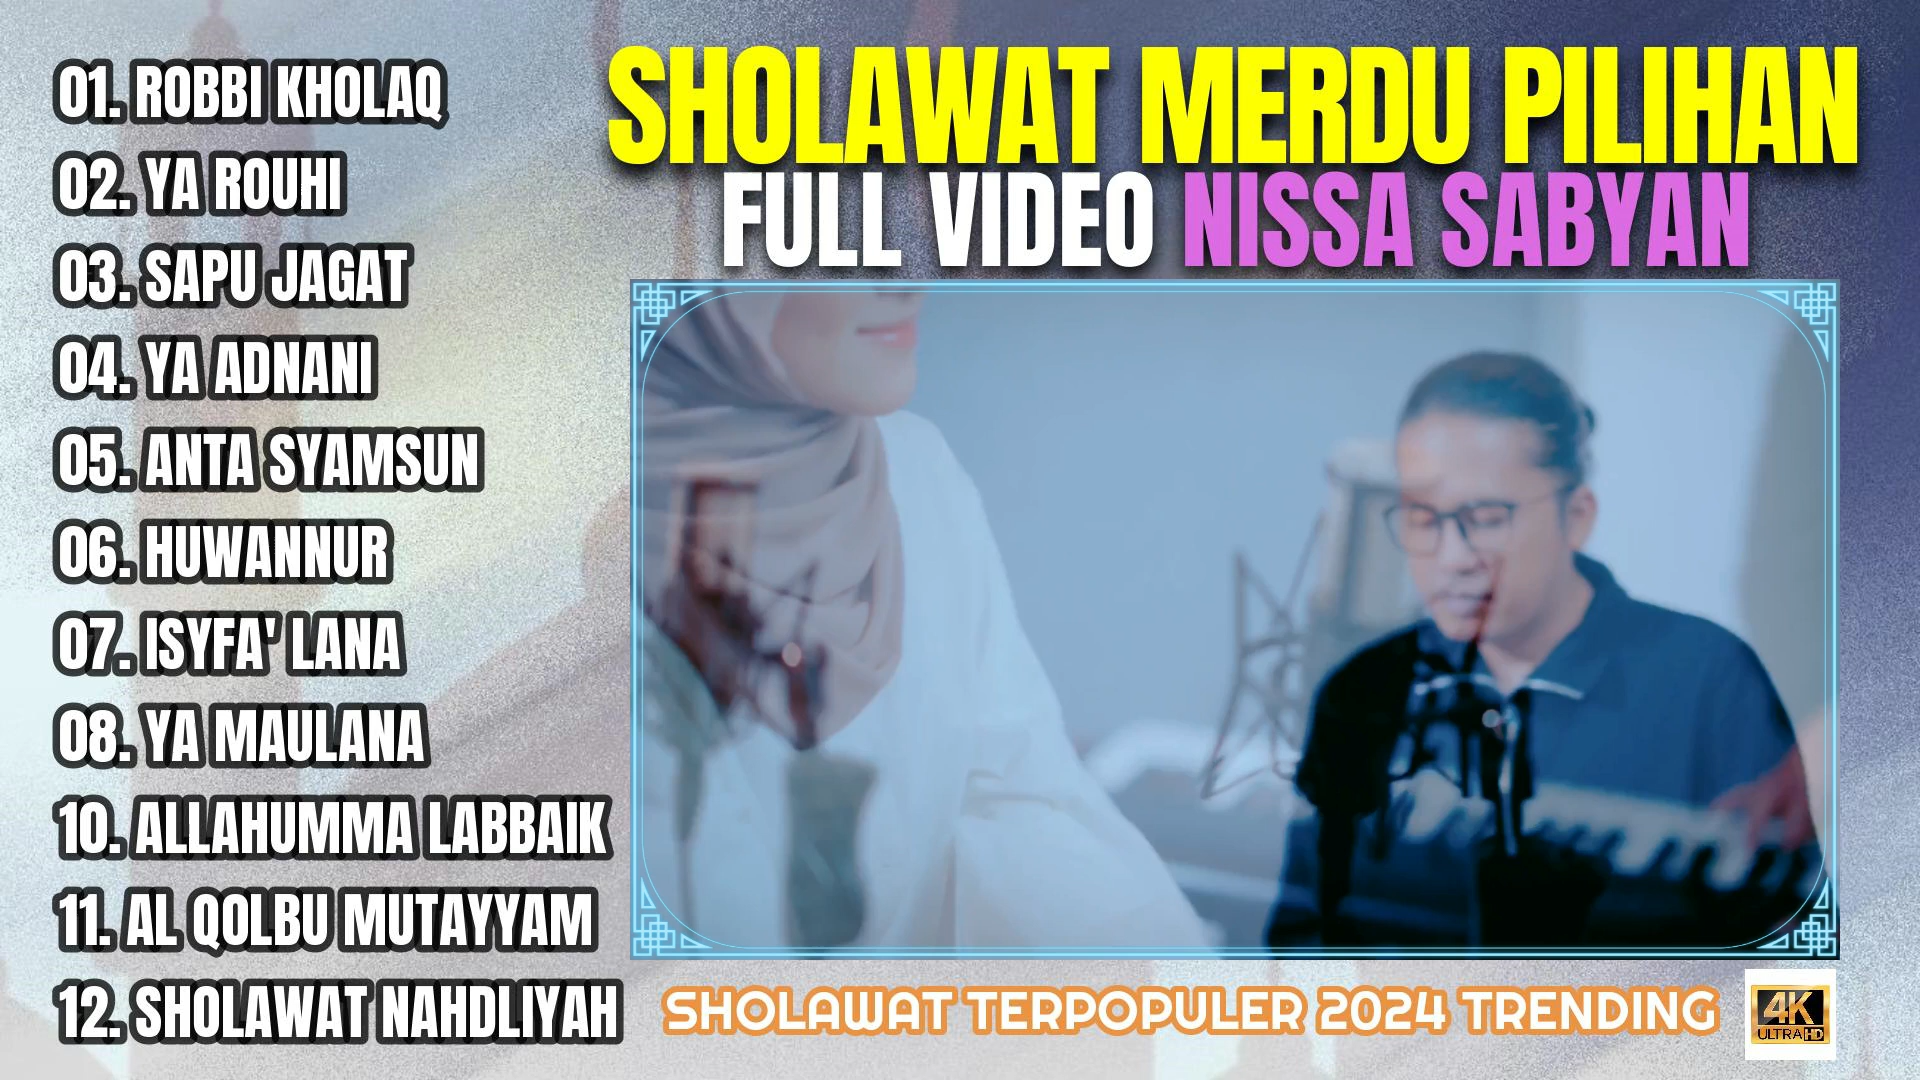 01. ROBBI KHOLAQ
02. YA ROUHI
03. SAPU JAGAT
04. YA ADNANI
05. ANTA SYAMSUN
06. HUWANNUR
07. ISYFA' LANA
08. YA MAULANA
10. ALLAHUMMA LABBAIK
11. AL QOLBU MUTAYYAM
12. SHOLAWAT NAHDLIYAH
SHOLAWAT MERDU PILIHAN
FULL VIDEO NISSA SABYAN
SHOLAWAT TERPOPULER 2024 TRENDING
4K
ULTRA HD